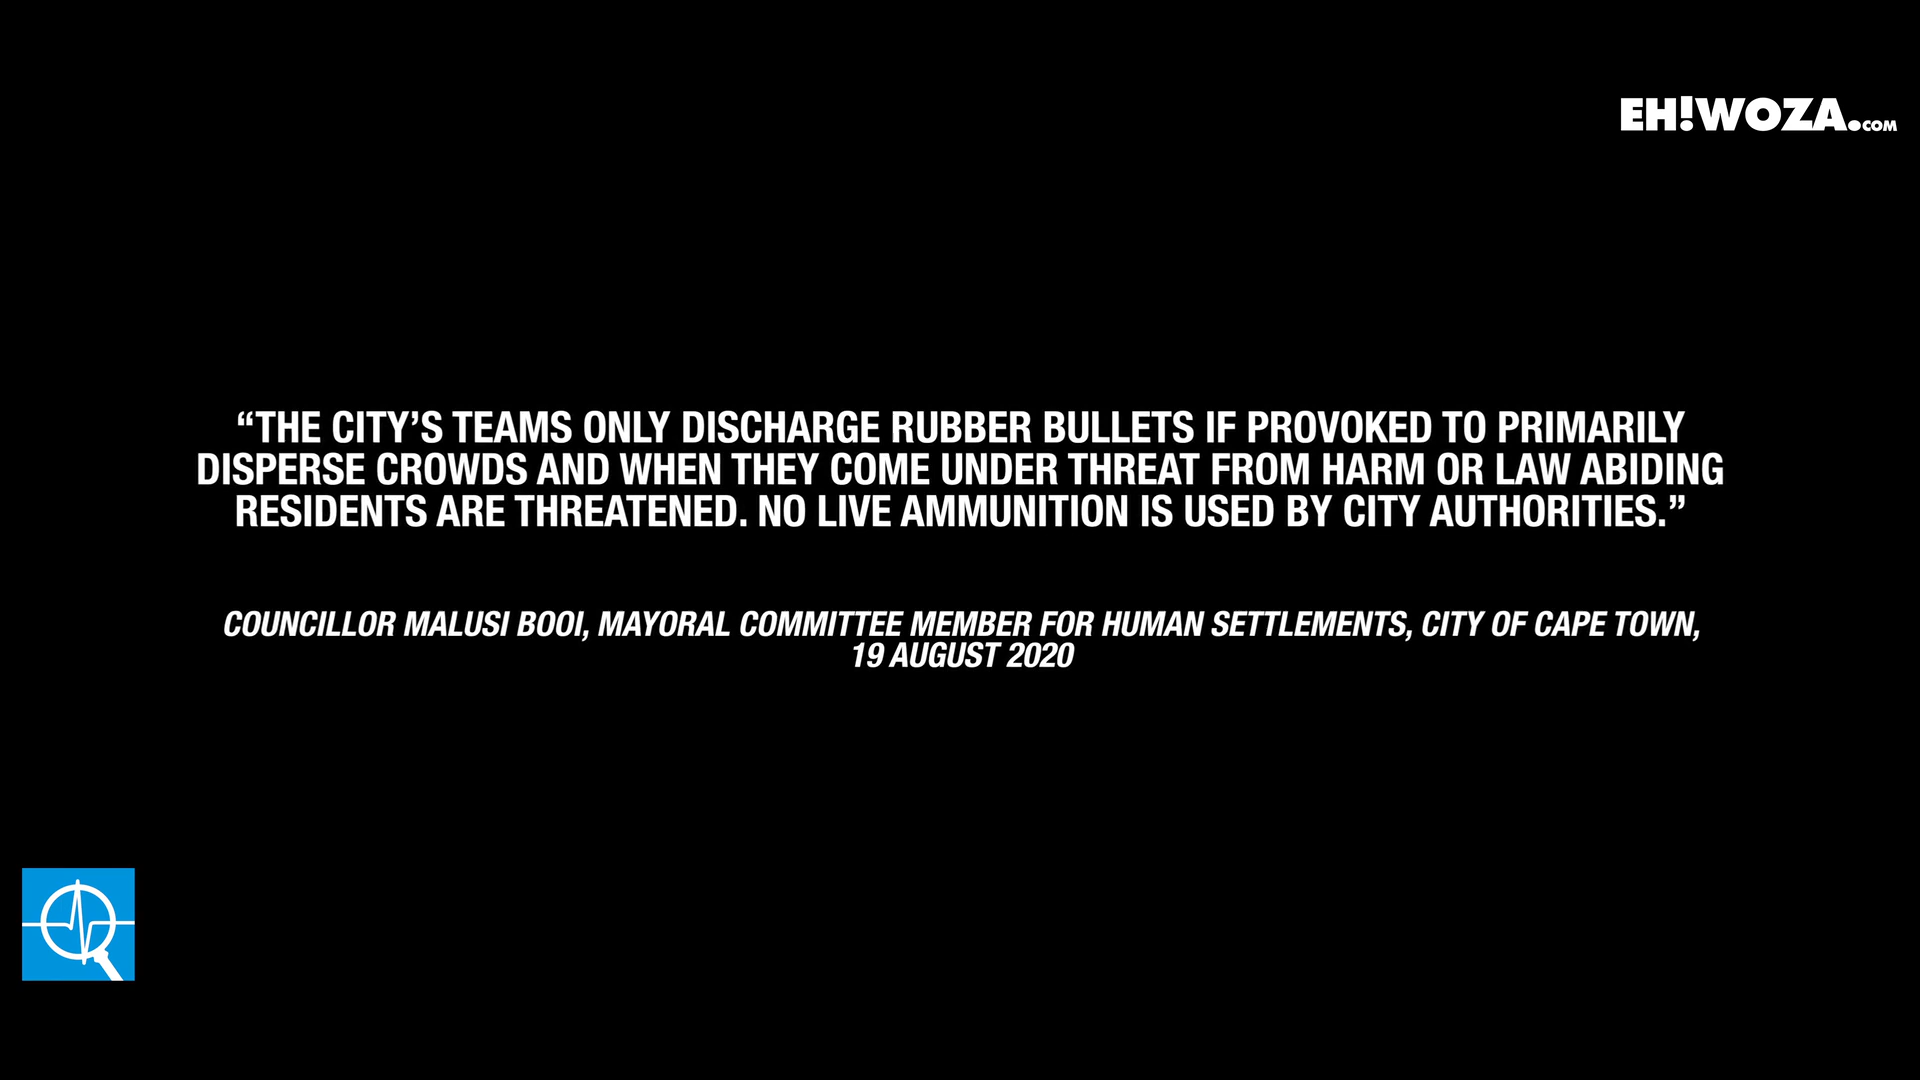 EH!WOZA.COM
“THE CITY’S TEAMS ONLY DISCHARGE RUBBER BULLETS IF PROVOKED TO PRIMARILY
DISPERSE CROWDS AND WHEN THEY COME UNDER THREAT FROM HARM OR LAW ABIDING
RESIDENTS ARE THREATENED. NO LIVE AMMUNITION IS USED BY CITY AUTHORITIES.”
COUNCILLOR MALUSI BOOI, MAYORAL COMMITTEE MEMBER FOR HUMAN SETTLEMENTS, CITY OF CAPE TOWN,
19 AUGUST 2020